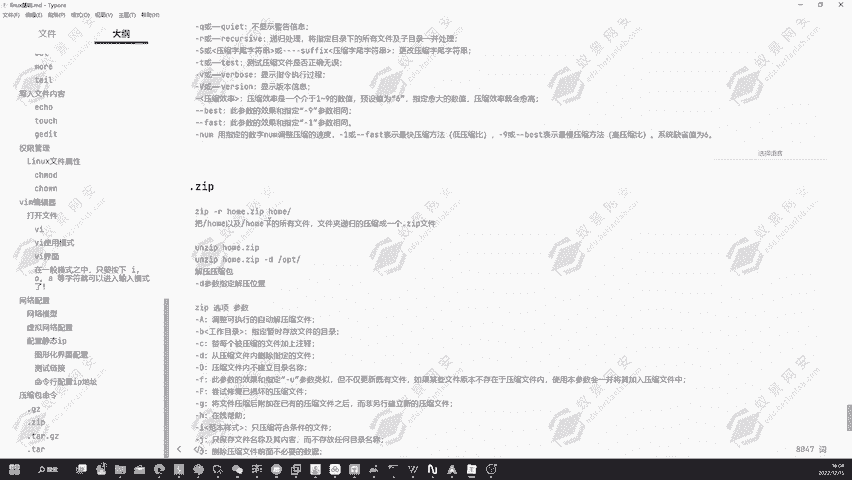 linux基础.md - Typora
文件(F) 编辑(E) 段落(P) 格式(O) 视图(V) 主题(T) 帮助(H)
文件 大纲
cat
more
tail
写入文件内容
echo
touch
gedit
权限管理
Linux文件属性
chmod
chown
vim编辑器
打开文件
vi
vi使用模式
vi界面
在一般模式之中，只要按下 i, o, a 等字符就可以进入输入模式了！
网络配置
网络模型
虚拟网络配置
配置静态ip
图形化界面配置
测试链接
命令行配置ip地址
压缩包命令
.gz
.zip
.tar.gz
.tar
-q或——quiet：不显示警告信息；
-r或——recursive：递归处理，将指定目录下的所有文件及子目录一并处理；
-S或<压缩字尾字符串>或----suffix<压缩字尾字符串>：更改压缩字尾字符串；
-t或——test：测试压缩文件是否正确无误；
-v或——verbose：显示指令执行过程；
-V或——version：显示版本信息；
-<压缩效率>：压缩效率是一个介于1~9的数值，预设值为“6”，指定愈大的数值，压缩效率就会愈高；
--best：此参数的效果和指定“-9”参数相同；
--fast：此参数的效果和指定“-1”参数相同。
-num 用指定的数字num调整压缩的速度，-1或--fast表示最快压缩方法（低压缩比），-9或--best表示最慢压缩方法（高压缩比）。系统缺省值为6。
选择语言
.zip
zip -r home.zip home/
把/home以及/home下的所有文件，文件夹递归的压缩成一个.zip文件
unzip home.zip
unzip home.zip -d /opt/
解压压缩包
-d参数指定解压位置
zip 选项 参数
-A：调整可执行的自动解压缩文件；
-b<工作目录>：指定暂时存放文件的目录；
-c：替每个被压缩的文件加上注释；
-d：从压缩文件内删除指定的文件；
-D：压缩文件内不建立目录名称；
-f：此参数的效果和指定“-u”参数类似，但不仅更新既有文件，如果某些文件原本不存在于压缩文件内，使用本参数会一并将其加入压缩文件中；
-F：尝试修复已损坏的压缩文件；
-g：将文件压缩后附加在已有的压缩文件之后，而非另行建立新的压缩文件；
-h：在线帮助；
-i<范本样式>：只压缩符合条件的文件；
-j：只保存文件名称及其内容，而不存放任何目录名称；
删除压缩文件前面不必要的数据；
8847 词
搜索
16:04
2022/12/15
蚁景网安
edu.hetianlab.com